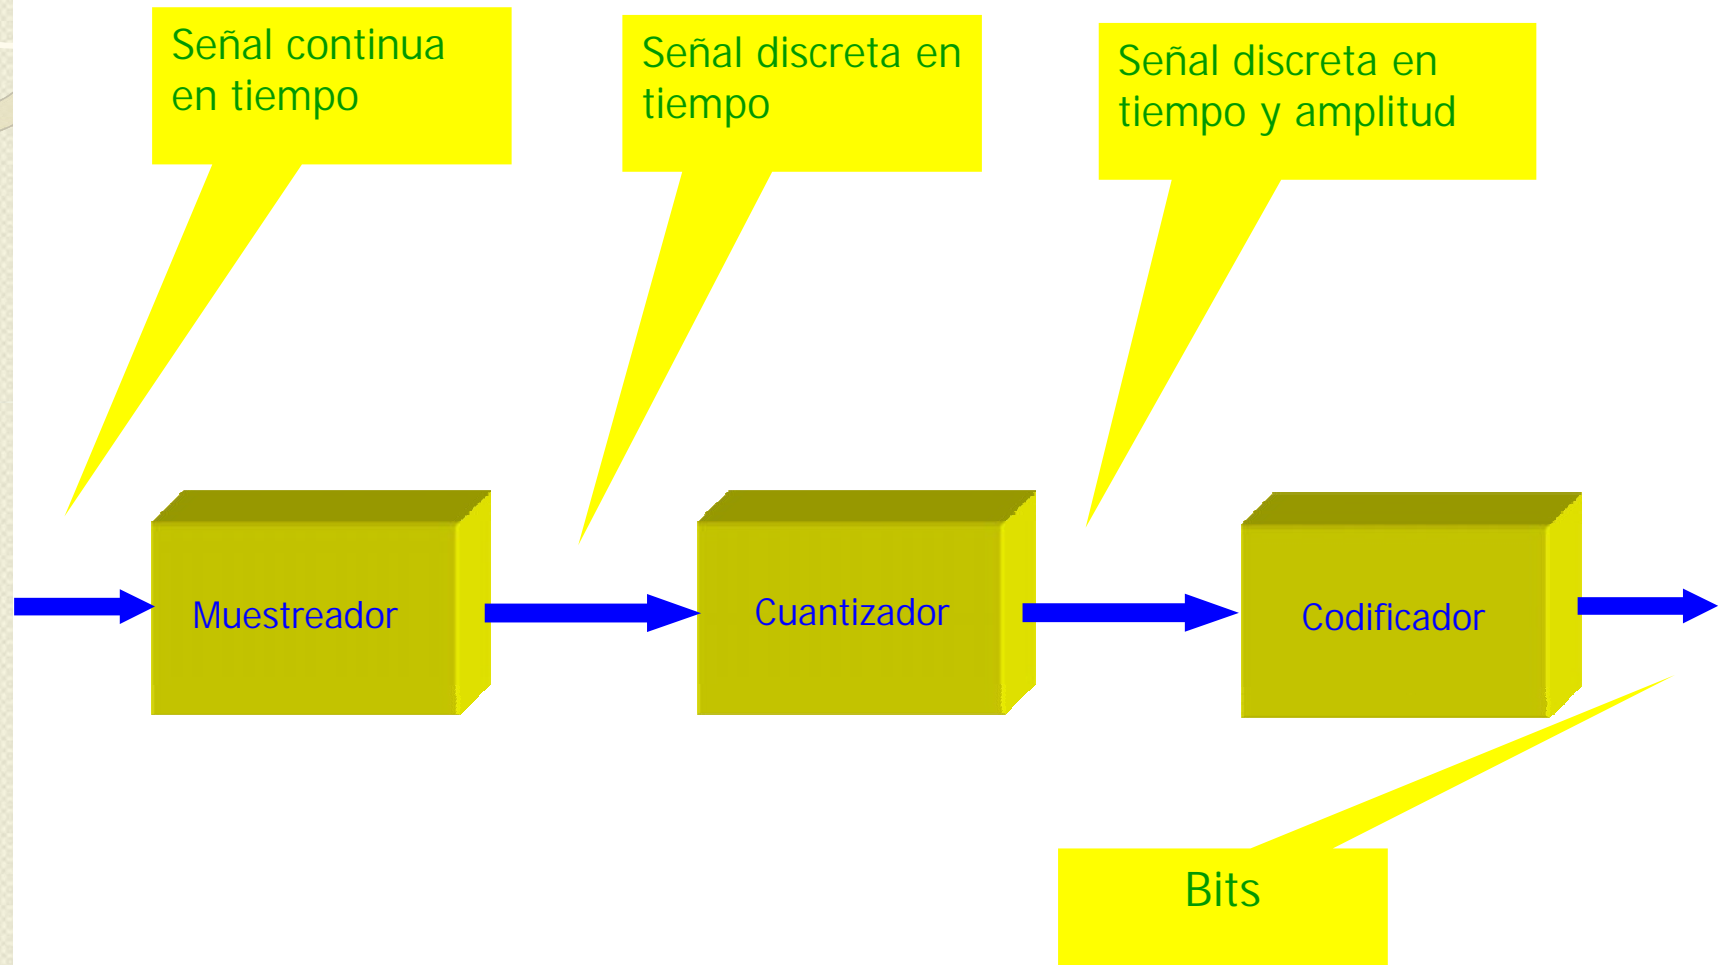 Señal continua
en tiempo
Señal discreta en
tiempo
Señal discreta en
tiempo y amplitud
Muestreador
Cuantizador
Codificador
Bits